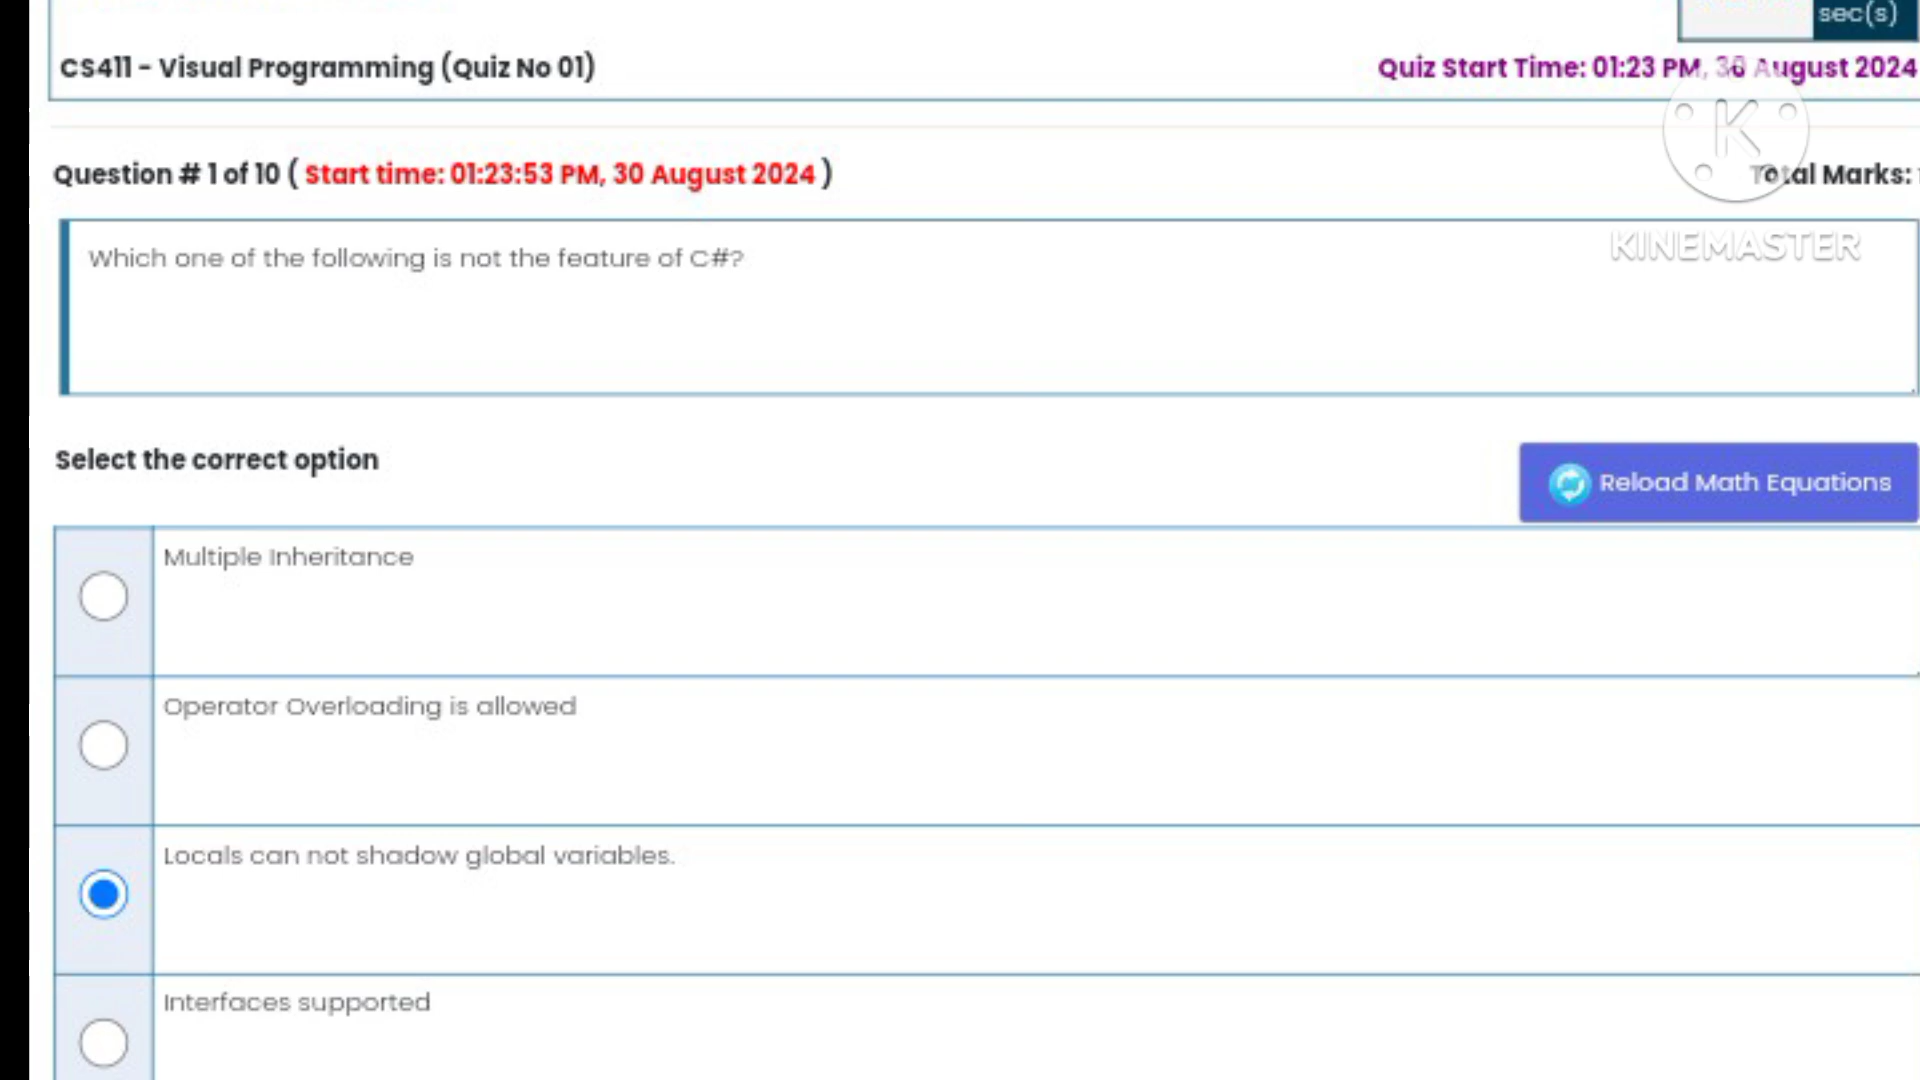 sec(s)
CS411 - Visual Programming (Quiz No 01)
Quiz Start Time: 01:23 PM, 30 August 2024
Question # 1 of 10 ( Start time: 01:23:53 PM, 30 August 2024 )
Total Marks:
KINEMASTER
Which one of the following is not the feature of C#?
Select the correct option
Reload Math Equations
Multiple Inheritance
Operator Overloading is allowed
Locals can not shadow global variables.
Interfaces supported